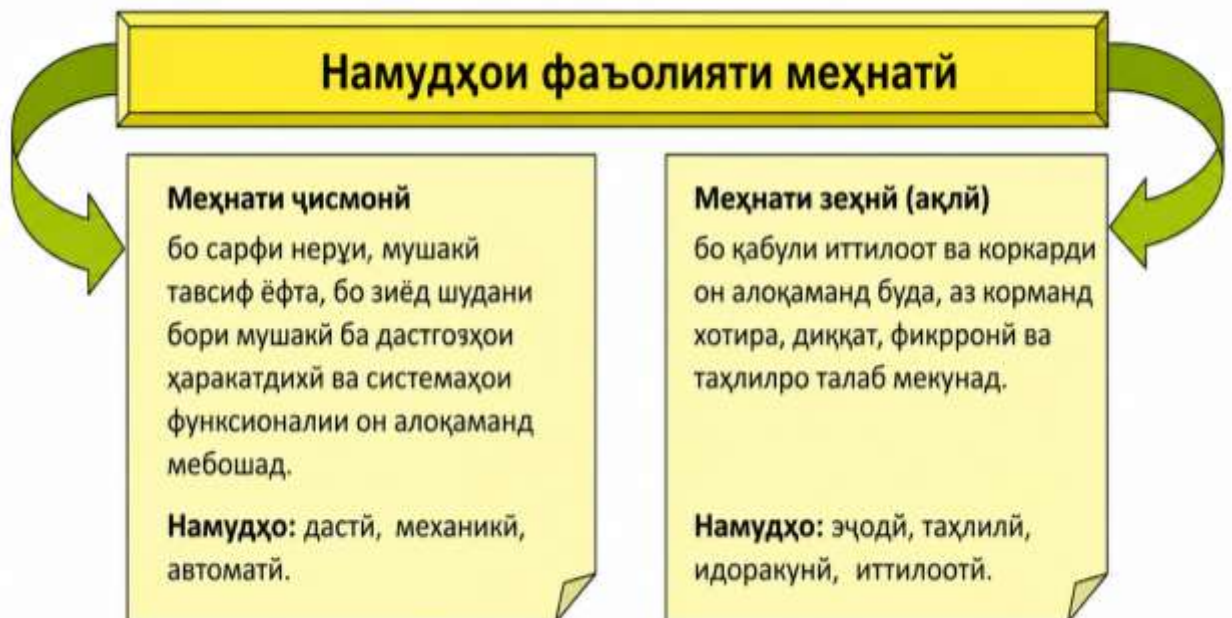 Намудҳои фаъолияти меҳнатӣ
Меҳнати ҷисмонӣ
бо сарфи неруи, мушакӣ
тавсиф ёфта, бо зиёд шудани
бори мушакӣ ба дастгоҳҳои
ҳаракатдихӣ ва системаҳои
функсионалии он алоқаманд
мебошад.
Намудҳо: дастӣ, механикӣ,
автоматӣ.
Меҳнати зеҳнӣ (ақлӣ)
бо қабули иттилоот ва коркарди
он алоқаманд буда, аз корманд
хотира, диққат, фикрронӣ ва
таҳлилро талаб мекунад.
Намудҳо: эҷодӣ, таҳлилӣ,
идоракунӣ, иттилоотӣ.